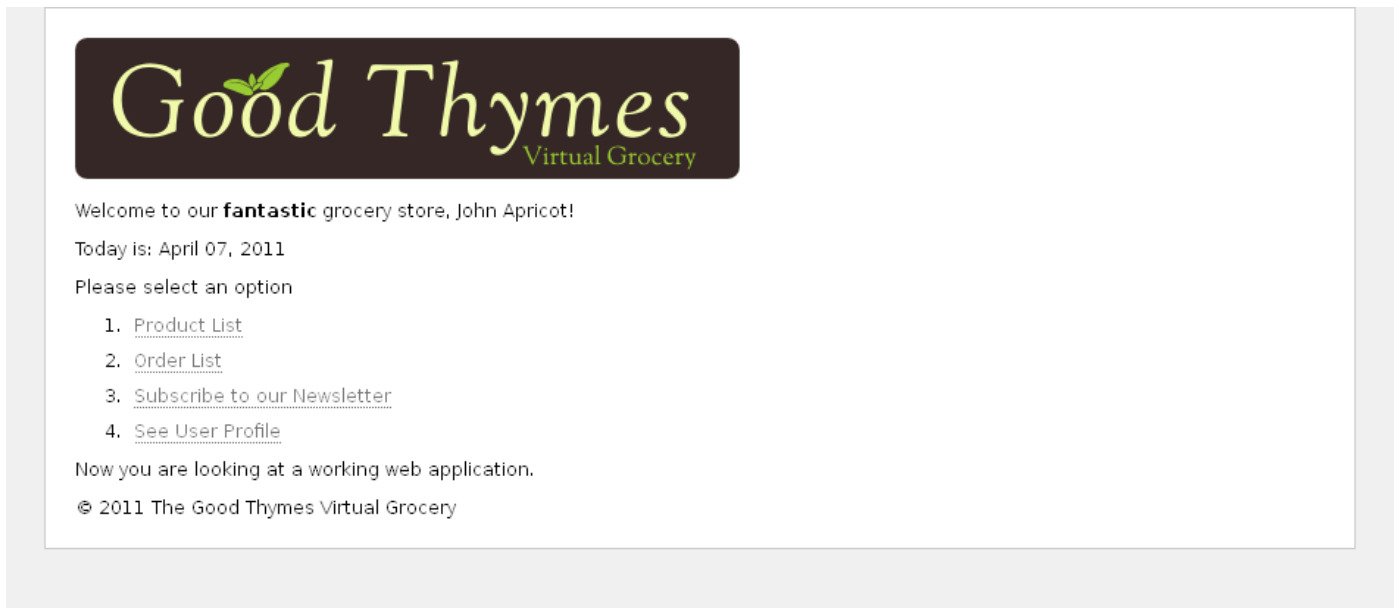 Good Thymes
Virtual Grocery
Welcome to our fantastic grocery store, John Apricot!
Today is: April 07, 2011
Please select an option
1. Product List
2. Order List
3. Subscribe to our Newsletter
4. See User Profile
Now you are looking at a working web application.
© 2011 The Good Thymes Virtual Grocery